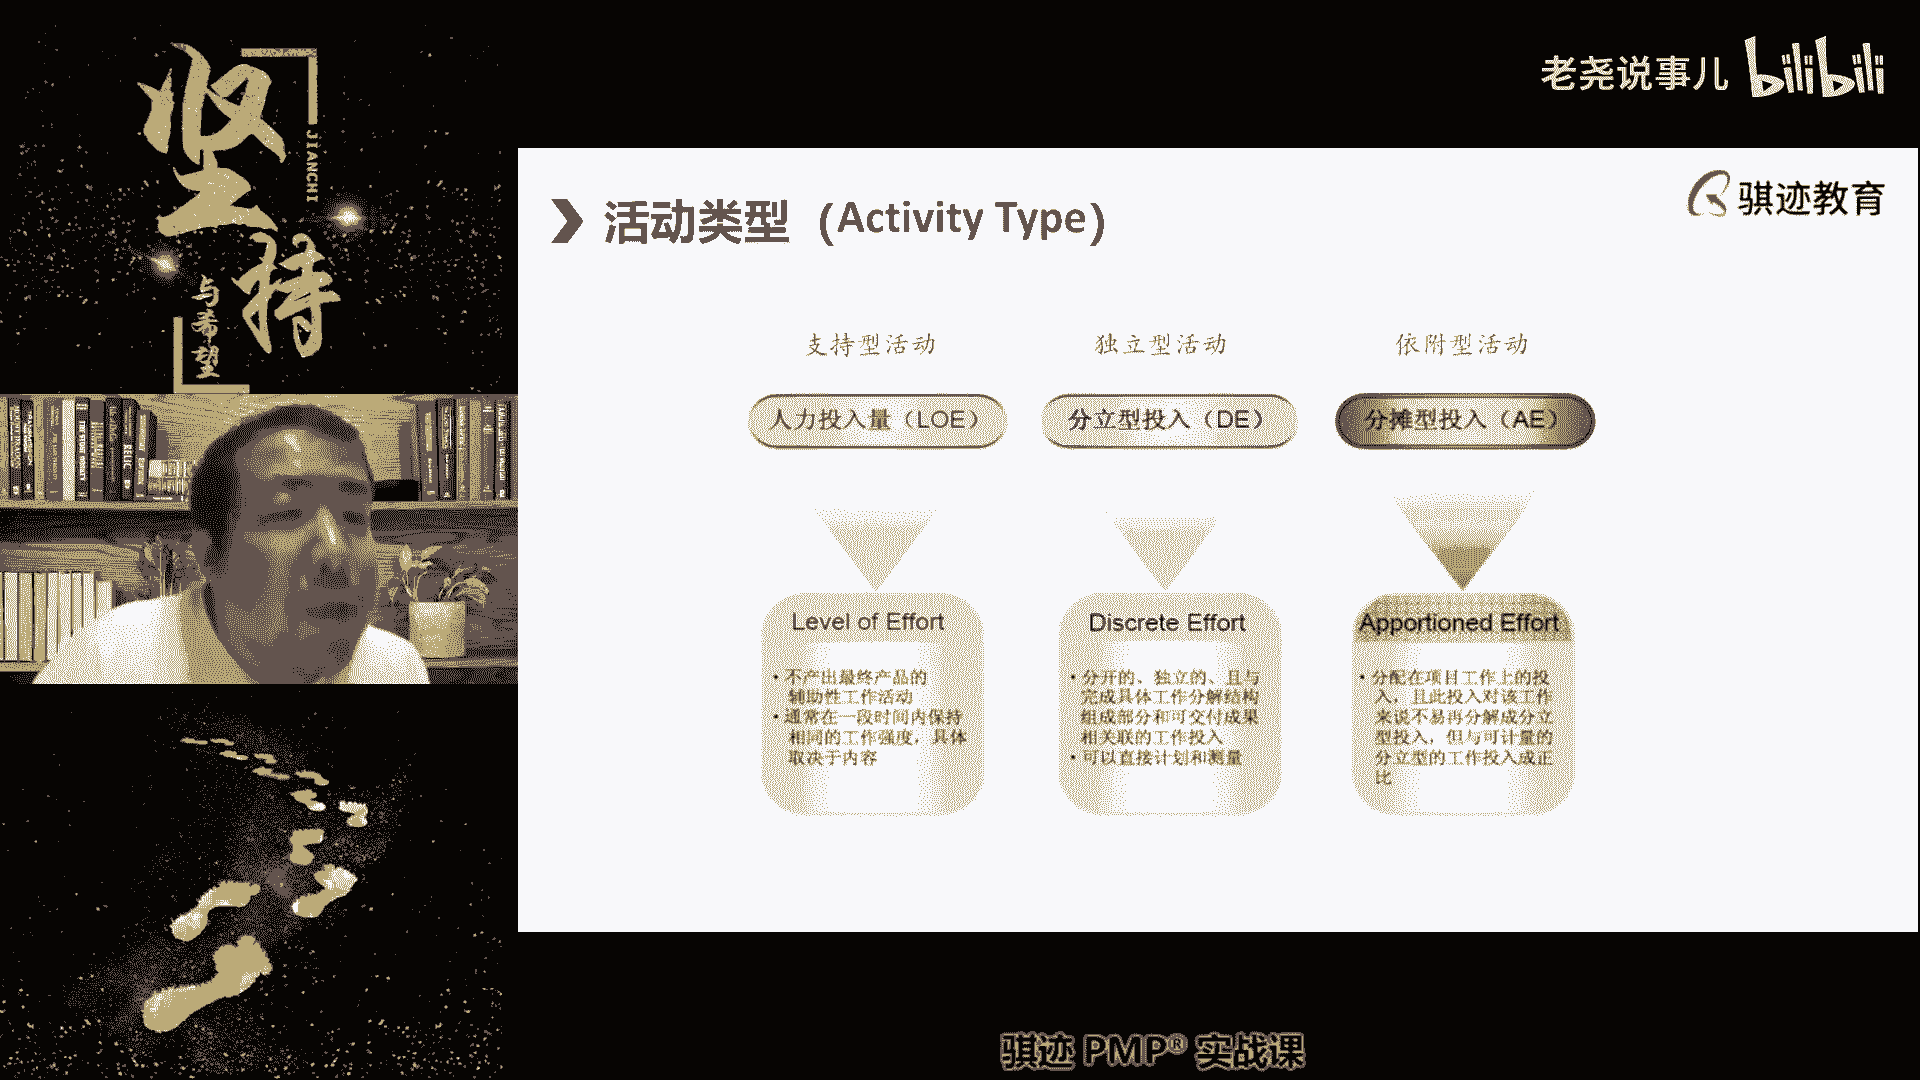 坚持
JIANCHI
与希望
老尧说事儿 bilibili
骐迹教育
活动类型（Activity Type）
支持型活动
独立型活动
依附型活动
人力投入量（LOE）
分立型投入（DE）
分摊型投入（AE）
Level of Effort
• 不产出最终产品的
辅助性工作活动
• 通常在一段时间内保持
相同的工作强度，具体
取决于内容
Discrete Effort
• 分开的、独立的、且与
完成具体工作分解结构
组成部分和可交付成果
相关联的工作投入
• 可以直接计划和测量
Apportioned Effort
• 分配在项目工作上的投
入，且此投入对该工作
来说不易再分解成分立
型投入，但与可计量的
分立型的工作投入成正
比
骐迹 PMP® 实战课